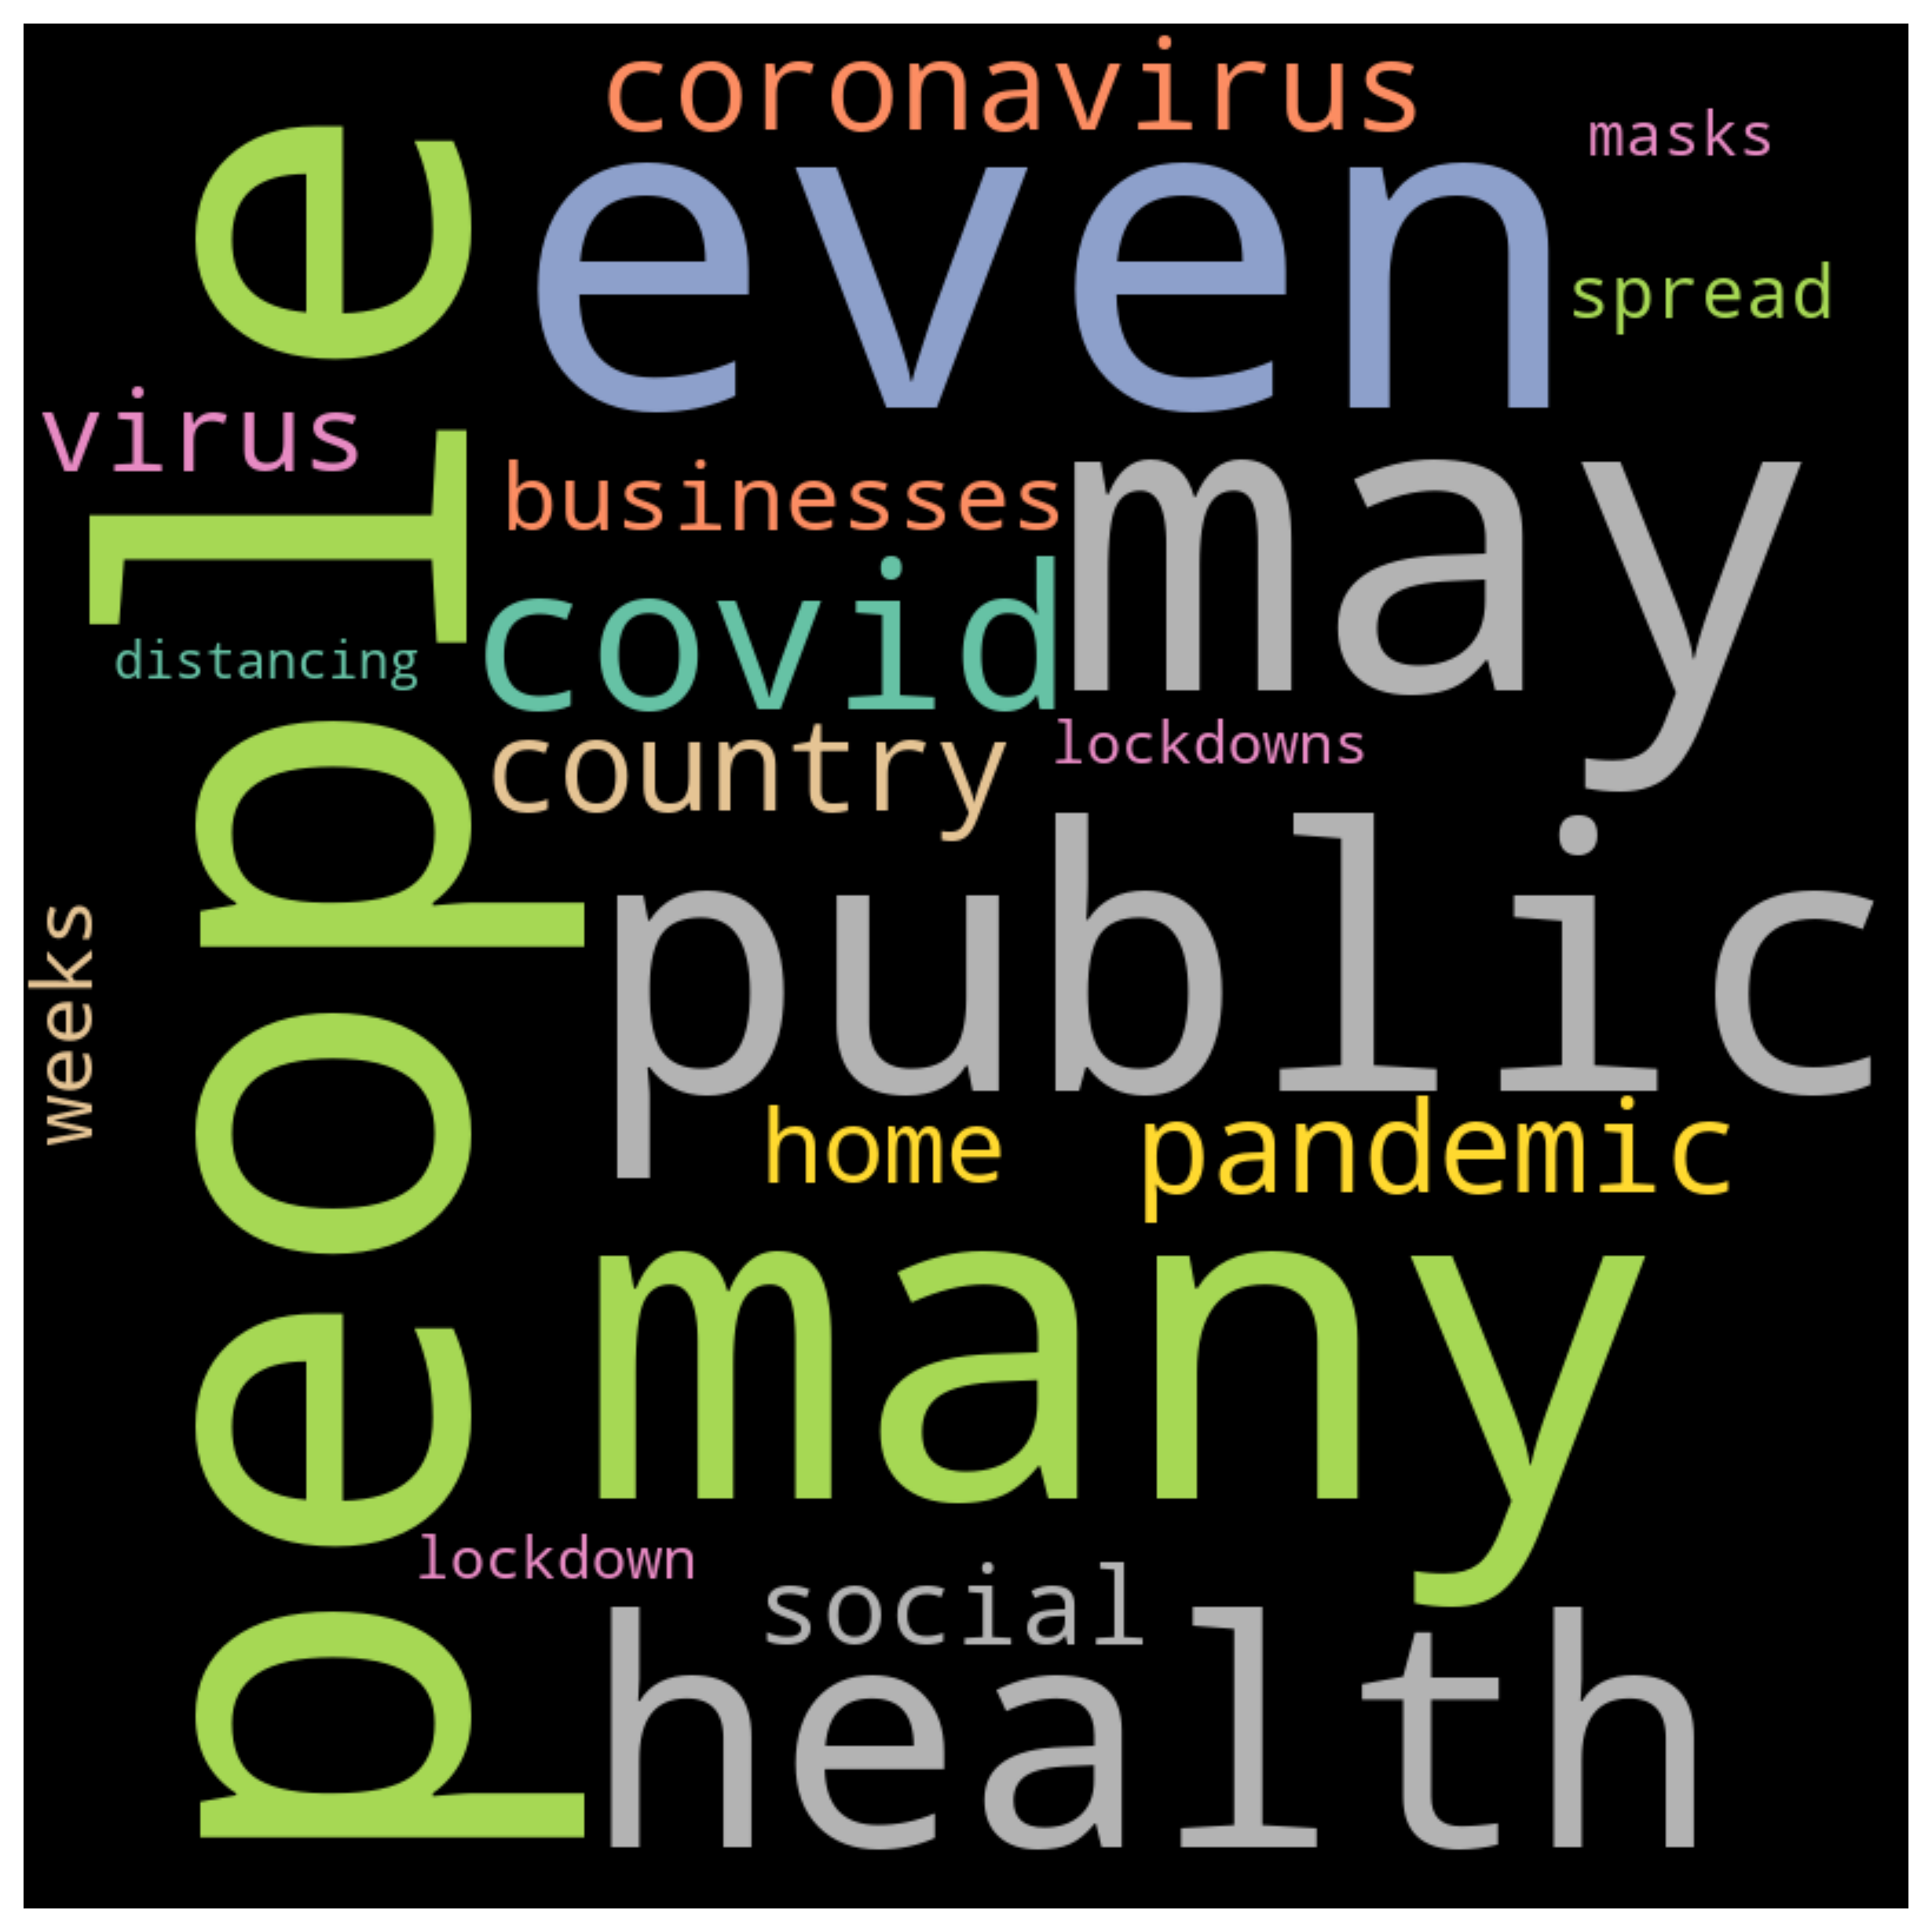 coronavirus
masks
even
spread
people
virus
businesses
may
covid
distancing
country
lockdowns
public
weeks
home
pandemic
many
lockdown
social
health